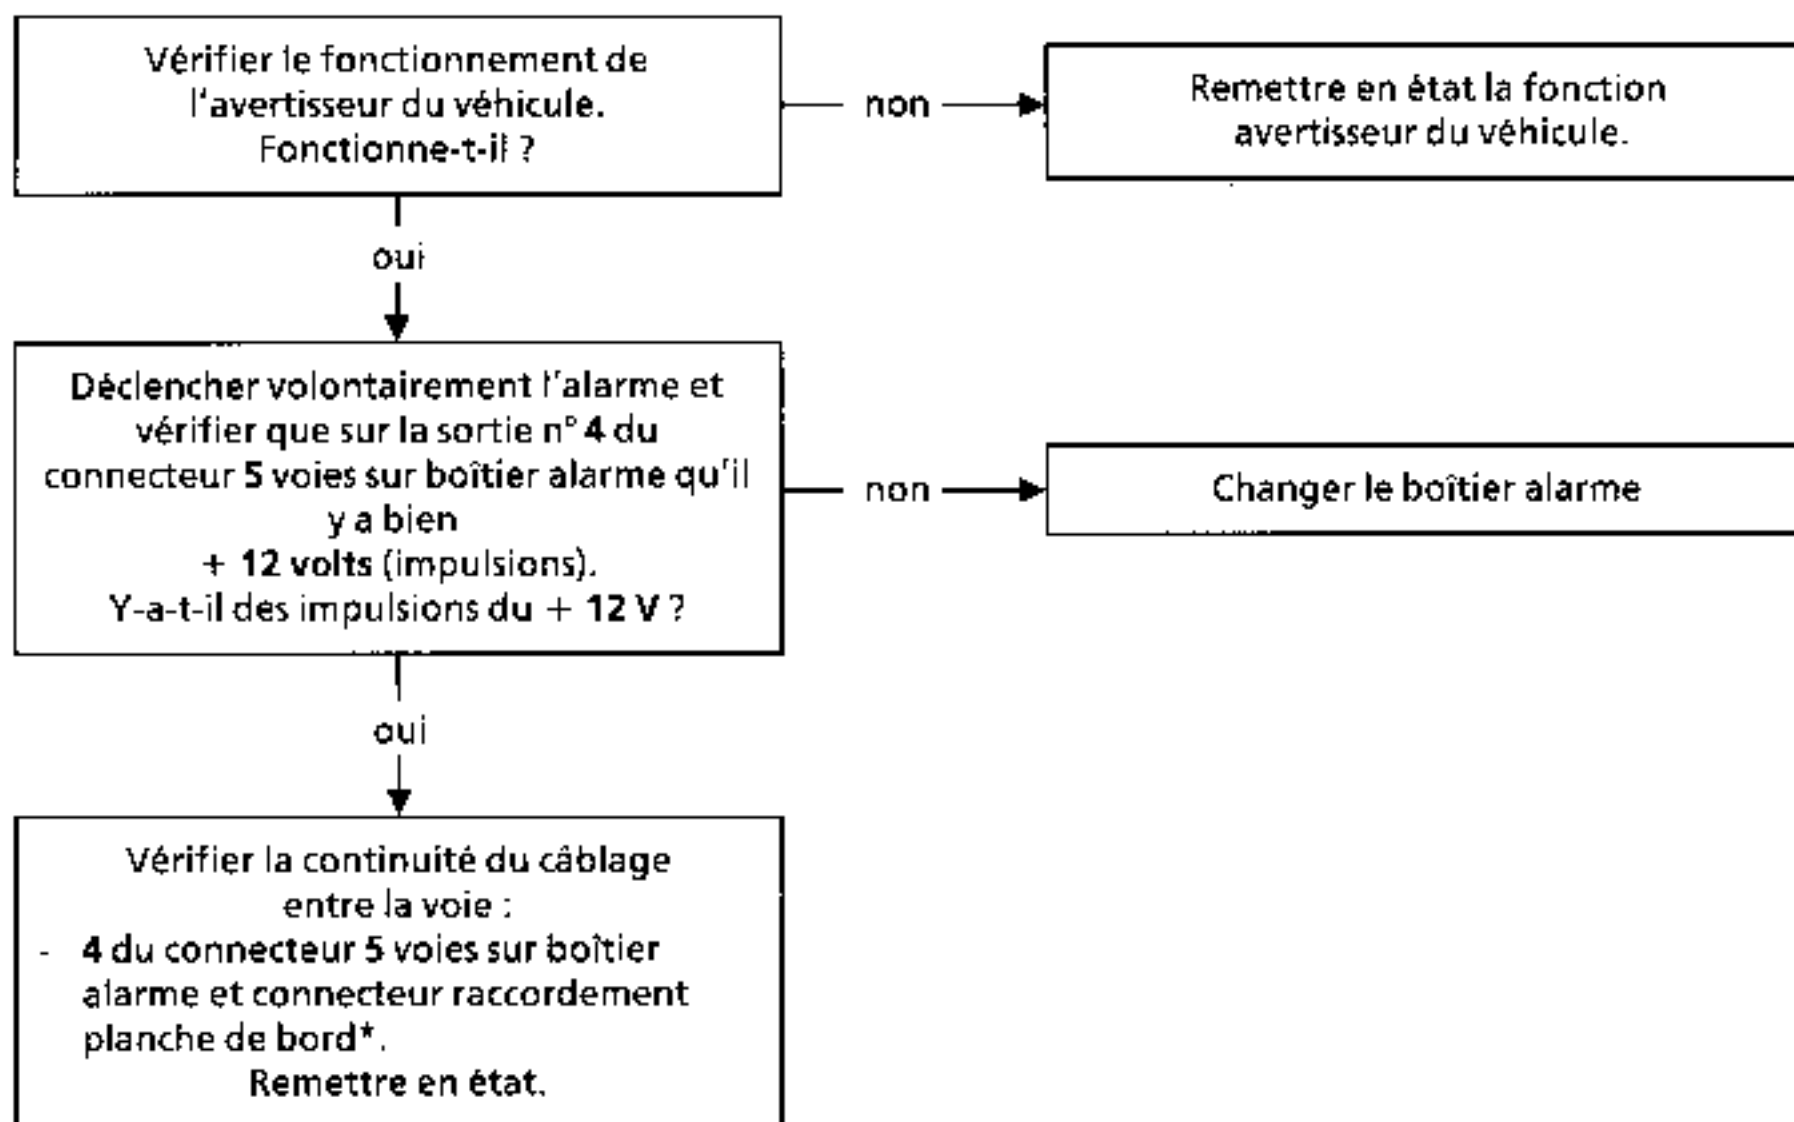 Vérifier le fonctionnement de
l'avertisseur du véhicule.
Fonctionne-t-il ?
non
Remettre en état la fonction
avertisseur du véhicule.
oui
Déclencher volontairement l'alarme et
vérifier que sur la sortie n° 4 du
connecteur 5 voies sur boîtier alarme qu'il
y a bien
+ 12 volts (impulsions).
Y-a-t-il des impulsions du + 12 V ?
non
Changer le boîtier alarme
oui
Vérifier la continuité du câblage
entre la voie :
- 4 du connecteur 5 voies sur boîtier
alarme et connecteur raccordement
planche de bord*.
Remettre en état.